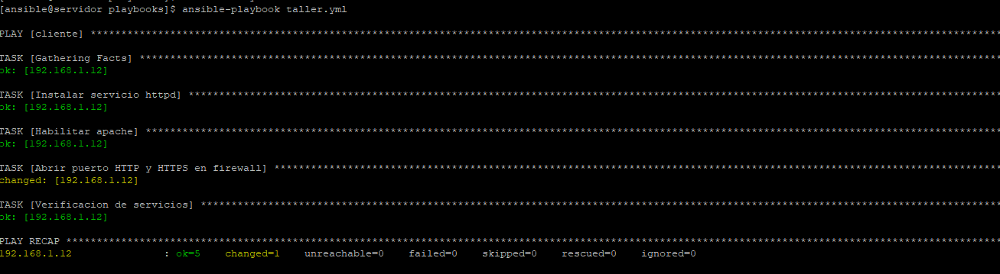 [ansible@servidor playbooks]$ ansible-playbook taller.yml
PLAY [cliente] ******************************************************************************************************************************************************
TASK [Gathering Facts] **********************************************************************************************************************************************
ok: [192.168.1.12]
TASK [Instalar servicio httpd] **************************************************************************************************************************************
ok: [192.168.1.12]
TASK [Habilitar apache] *********************************************************************************************************************************************
ok: [192.168.1.12]
TASK [Abrir puerto HTTP y HTTPS en firewall] ************************************************************************************************************************
changed: [192.168.1.12]
TASK [Verificacion de servicios] ************************************************************************************************************************************
ok: [192.168.1.12]
PLAY RECAP **********************************************************************************************************************************************************
192.168.1.12               : ok=5    changed=1    unreachable=0    failed=0    skipped=0    rescued=0    ignored=0